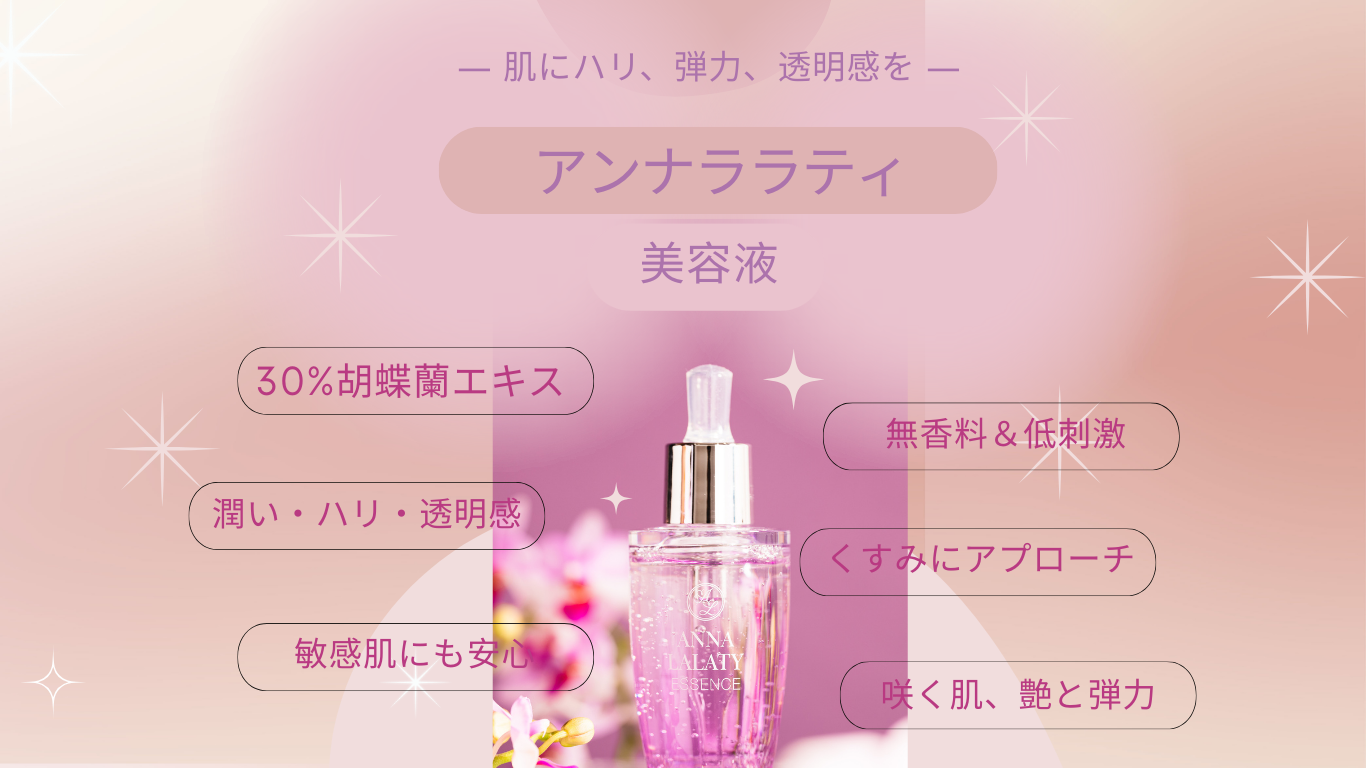 — 肌にハリ、弾力、透明感を —
アンナララティ
美容液
30%胡蝶蘭エキス
無香料＆低刺激
潤い・ハリ・透明感
くすみにアプローチ
敏感肌にも安心
咲く肌、艶と弾力
ANNA
LALATY
ESSENCE